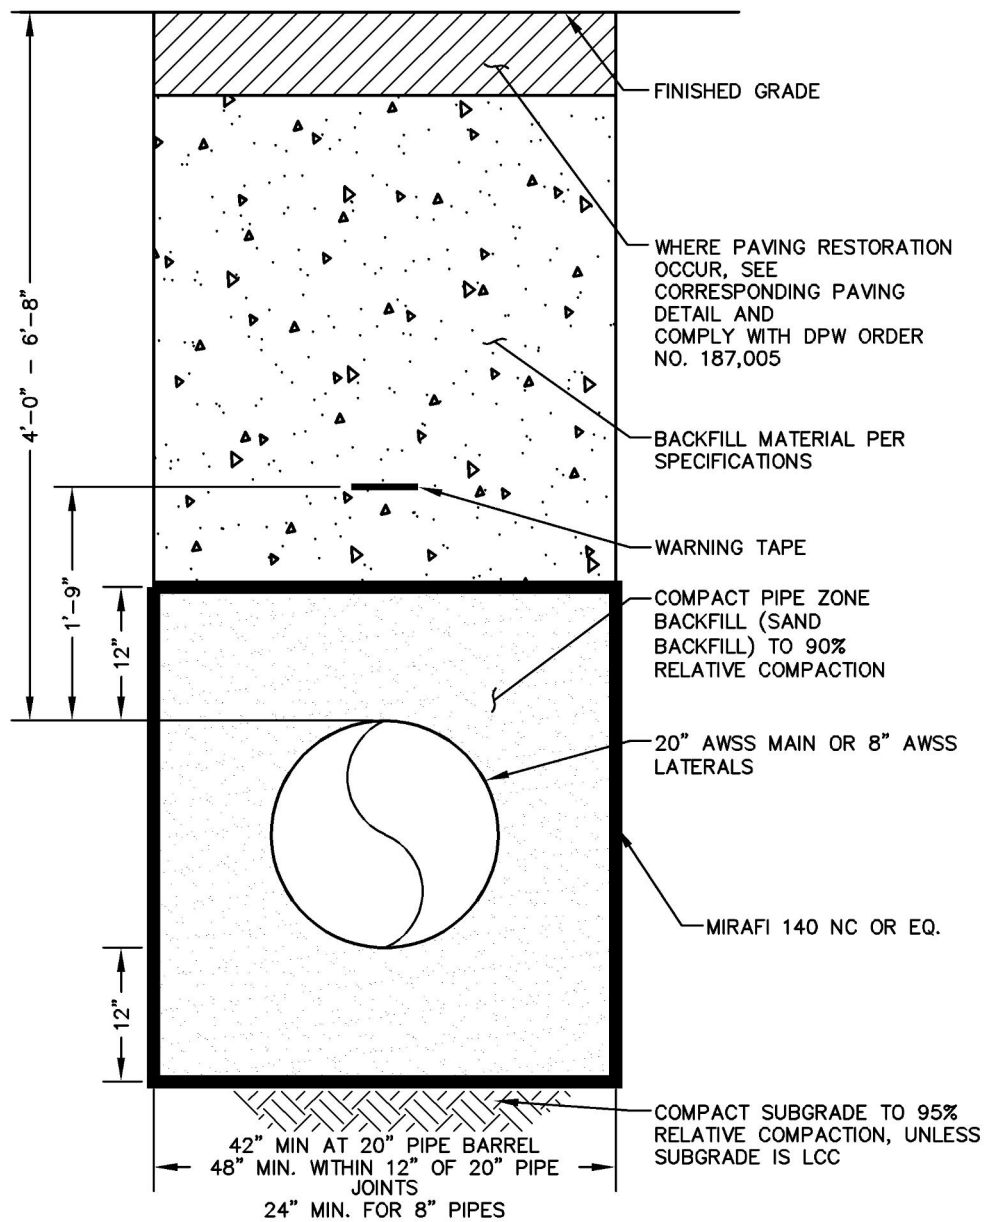 FINISHED GRADE
WHERE PAVING RESTORATION
OCCUR, SEE
CORRESPONDING PAVING
DETAIL AND
COMPLY WITH DPW ORDER
NO. 187,005
4'-0" - 6'-8"
BACKFILL MATERIAL PER
SPECIFICATIONS
WARNING TAPE
1'-9"
12"
COMPACT PIPE ZONE
BACKFILL (SAND
BACKFILL) TO 90%
RELATIVE COMPACTION
20" AWSS MAIN OR 8" AWSS
LATERALS
MIRAFI 140 NC OR EQ.
12"
COMPACT SUBGRADE TO 95%
RELATIVE COMPACTION, UNLESS
SUBGRADE IS LCC
42" MIN AT 20" PIPE BARREL
48" MIN. WITHIN 12" OF 20" PIPE
JOINTS
24" MIN. FOR 8" PIPES